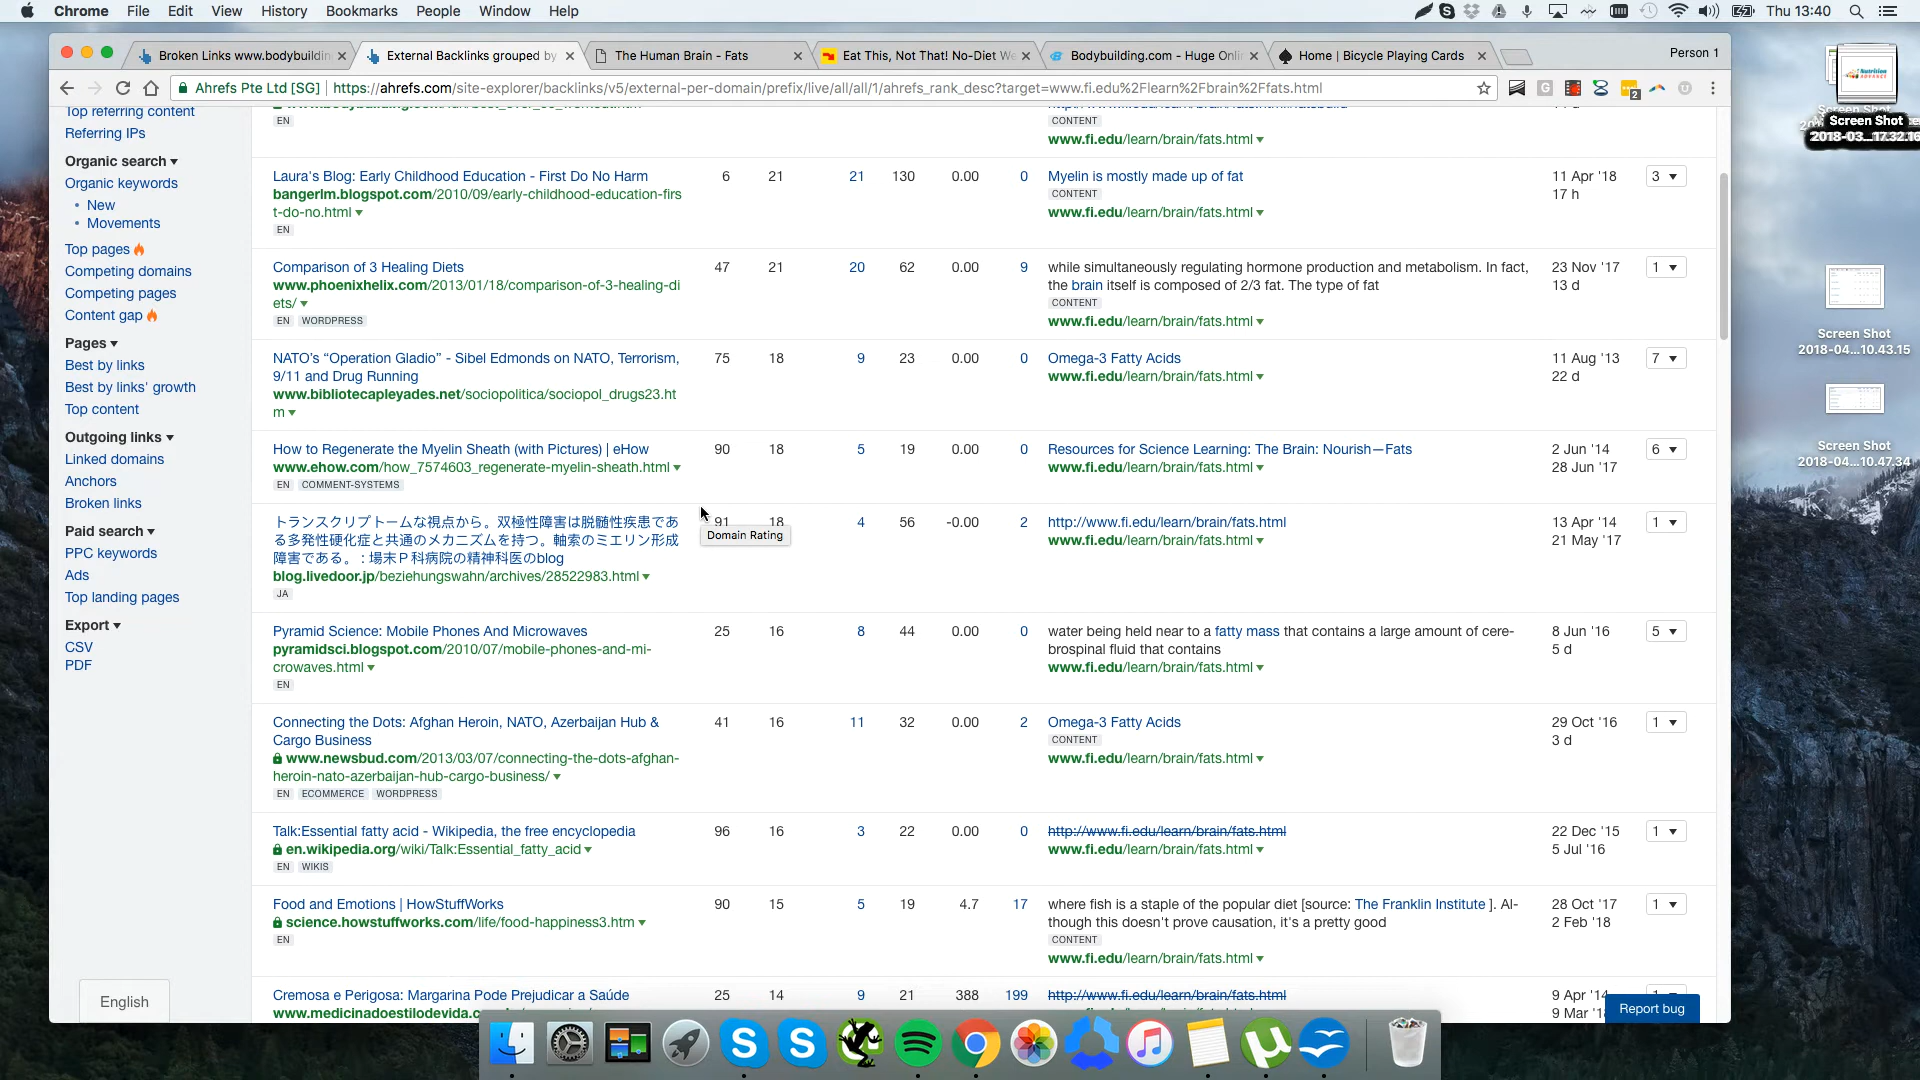 Chrome File Edit View History Bookmarks People Window Help Thu 13:40
Broken Links www.bodybuildin External Backlinks grouped by The Human Brain - Fats Eat This, Not That! No-Diet We Bodybuilding.com - Huge Onli Home | Bicycle Playing Cards Person 1
Ahrefs Pte Ltd [SG] https://ahrefs.com/site-explorer/backlinks/v5/external-per-domain/prefix/live/all/all/1/ahrefs_rank_desc?target=www.fi.edu%2Flearn%2Fbrain%2Ffats.html
Top referring content
Referring IPs
Organic search
Organic keywords
New
Movements
Top pages
Competing domains
Competing pages
Content gap
Pages
Best by links
Best by links' growth
Top content
Outgoing links
Linked domains
Anchors
Broken links
Paid search
PPC keywords
Ads
Top landing pages
Export
CSV
PDF
English
EN CONTENT
www.fi.edu/learn/brain/fats.html
Laura's Blog: Early Childhood Education - First Do No Harm 6 21 21 130 0.00 0 Myelin is mostly made up of fat 11 Apr '18 3
bangerlm.blogspot.com/2010/09/early-childhood-education-firs CONTENT 17 h
t-do-no.html www.fi.edu/learn/brain/fats.html
EN
Comparison of 3 Healing Diets 47 21 20 62 0.00 9 while simultaneously regulating hormone production and metabolism. In fact, 23 Nov '17 1
www.phoenixhelix.com/2013/01/18/comparison-of-3-healing-di the brain itself is composed of 2/3 fat. The type of fat 13 d
ets/ CONTENT
EN WORDPRESS www.fi.edu/learn/brain/fats.html
NATO's “Operation Gladio” - Sibel Edmonds on NATO, Terrorism, 75 18 9 23 0.00 0 Omega-3 Fatty Acids 11 Aug '13 7
9/11 and Drug Running www.fi.edu/learn/brain/fats.html 22 d
www.bibliotecapleyades.net/sociopolitica/sociopol_drugs23.ht
m
How to Regenerate the Myelin Sheath (with Pictures) | eHow 90 18 5 19 0.00 0 Resources for Science Learning: The Brain: Nourish—Fats 2 Jun '14 6
www.ehow.com/how_7574603_regenerate-myelin-sheath.html www.fi.edu/learn/brain/fats.html 28 Jun '17
EN COMMENT-SYSTEMS
トランスクリプトームな視点から。双極性障害は脱髄性疾患であ 91 18 4 56 -0.00 2 http://www.fi.edu/learn/brain/fats.html 13 Apr '14 1
る多発性硬化症と共通のメカニズムを持つ。軸索のミエリン形成 Domain Rating www.fi.edu/learn/brain/fats.html 21 May '17
障害である。 : 場末Ｐ科病院の精神科医のblog
blog.livedoor.jp/beziehungswahn/archives/28522983.html
JA
Pyramid Science: Mobile Phones And Microwaves 25 16 8 44 0.00 0 water being held near to a fatty mass that contains a large amount of cere- 8 Jun '16 5
pyramidsci.blogspot.com/2010/07/mobile-phones-and-mi- brospinal fluid that contains 5 d
crowaves.html www.fi.edu/learn/brain/fats.html
EN
Connecting the Dots: Afghan Heroin, NATO, Azerbaijan Hub & 41 16 11 32 0.00 2 Omega-3 Fatty Acids 29 Oct '16 1
Cargo Business CONTENT 3 d
www.newsbud.com/2013/03/07/connecting-the-dots-afghan- www.fi.edu/learn/brain/fats.html
heroin-nato-azerbaijan-hub-cargo-business/
EN ECOMMERCE WORDPRESS
Talk:Essential fatty acid - Wikipedia, the free encyclopedia 96 16 3 22 0.00 0 http://www.fi.edu/learn/brain/fats.html 22 Dec '15 1
en.wikipedia.org/wiki/Talk:Essential_fatty_acid www.fi.edu/learn/brain/fats.html 5 Jul '16
EN WIKIS
Food and Emotions | HowStuffWorks 90 15 5 19 4.7 17 where fish is a staple of the popular diet [source: The Franklin Institute ]. Al- 28 Oct '17 1
science.howstuffworks.com/life/food-happiness3.htm though this doesn't prove causation, it's a pretty good 2 Feb '18
EN CONTENT
www.fi.edu/learn/brain/fats.html
Cremosa e Perigosa: Margarina Pode Prejudicar a Saúde 25 14 9 21 388 199 http://www.fi.edu/learn/brain/fats.html 9 Apr '14
www.medicinadoestilodevida.c 9 Mar '1
Report bug
Screen Shot
2018-03...17.32.16
Screen Shot
2018-04...10.43.15
Screen Shot
2018-04...10.47.34